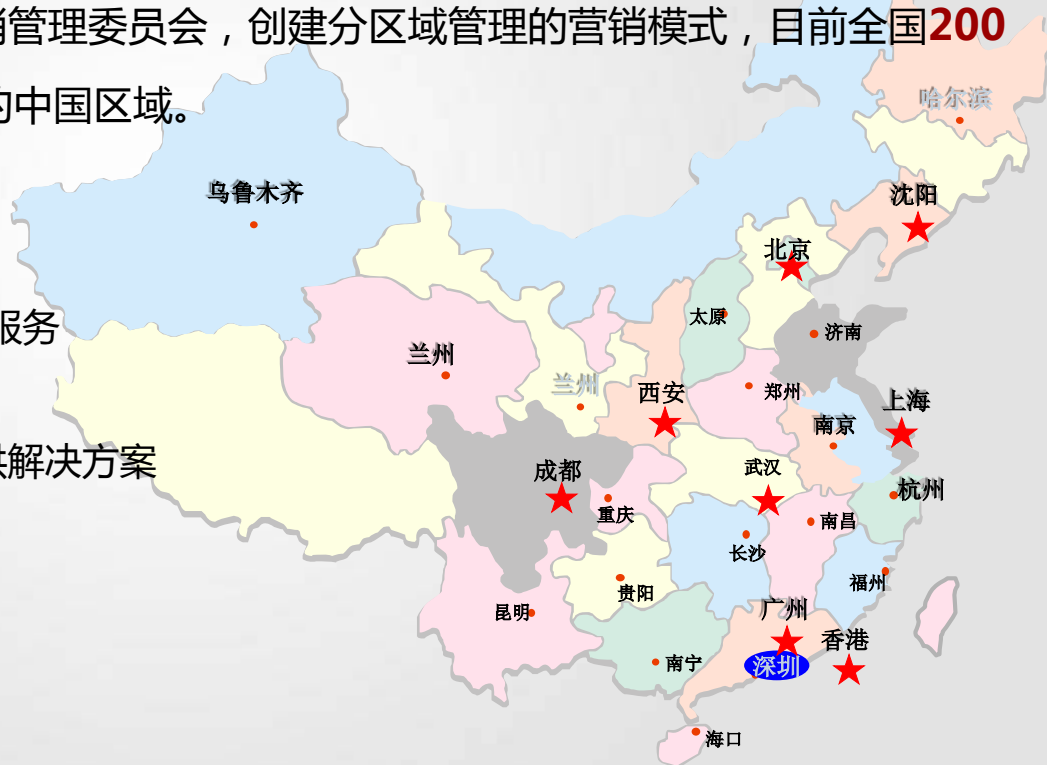 销管理委员会，创建分区域管理的营销模式，目前全国200
的中国区域。
哈尔滨
乌鲁木齐
沈阳
北京
太原
服务
济南
兰州
兰州
西安
郑州
上海
南京
供解决方案
成都
武汉
杭州
重庆
南昌
长沙
福州
贵阳
昆明
广州
香港
深圳
南宁
海口